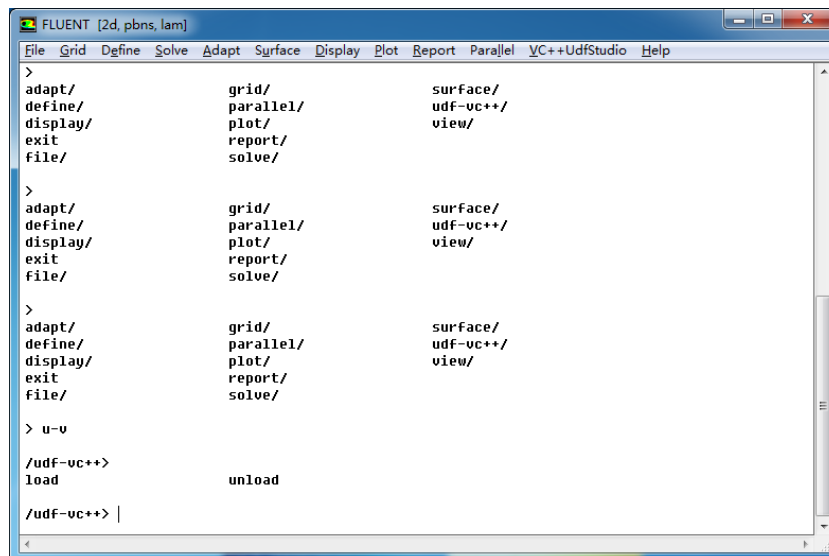 FLUENT [2d, pbns, lam]
File Grid Define Solve Adapt Surface Display Plot Report Parallel VC++UdfStudio Help
>
adapt/ grid/ surface/
define/ parallel/ udf-vc++/
display/ plot/ view/
exit report/
file/ solve/
>
adapt/ grid/ surface/
define/ parallel/ udf-vc++/
display/ plot/ view/
exit report/
file/ solve/
>
adapt/ grid/ surface/
define/ parallel/ udf-vc++/
display/ plot/ view/
exit report/
file/ solve/
> u-v
/udf-vc++>
load unload
/udf-vc++>